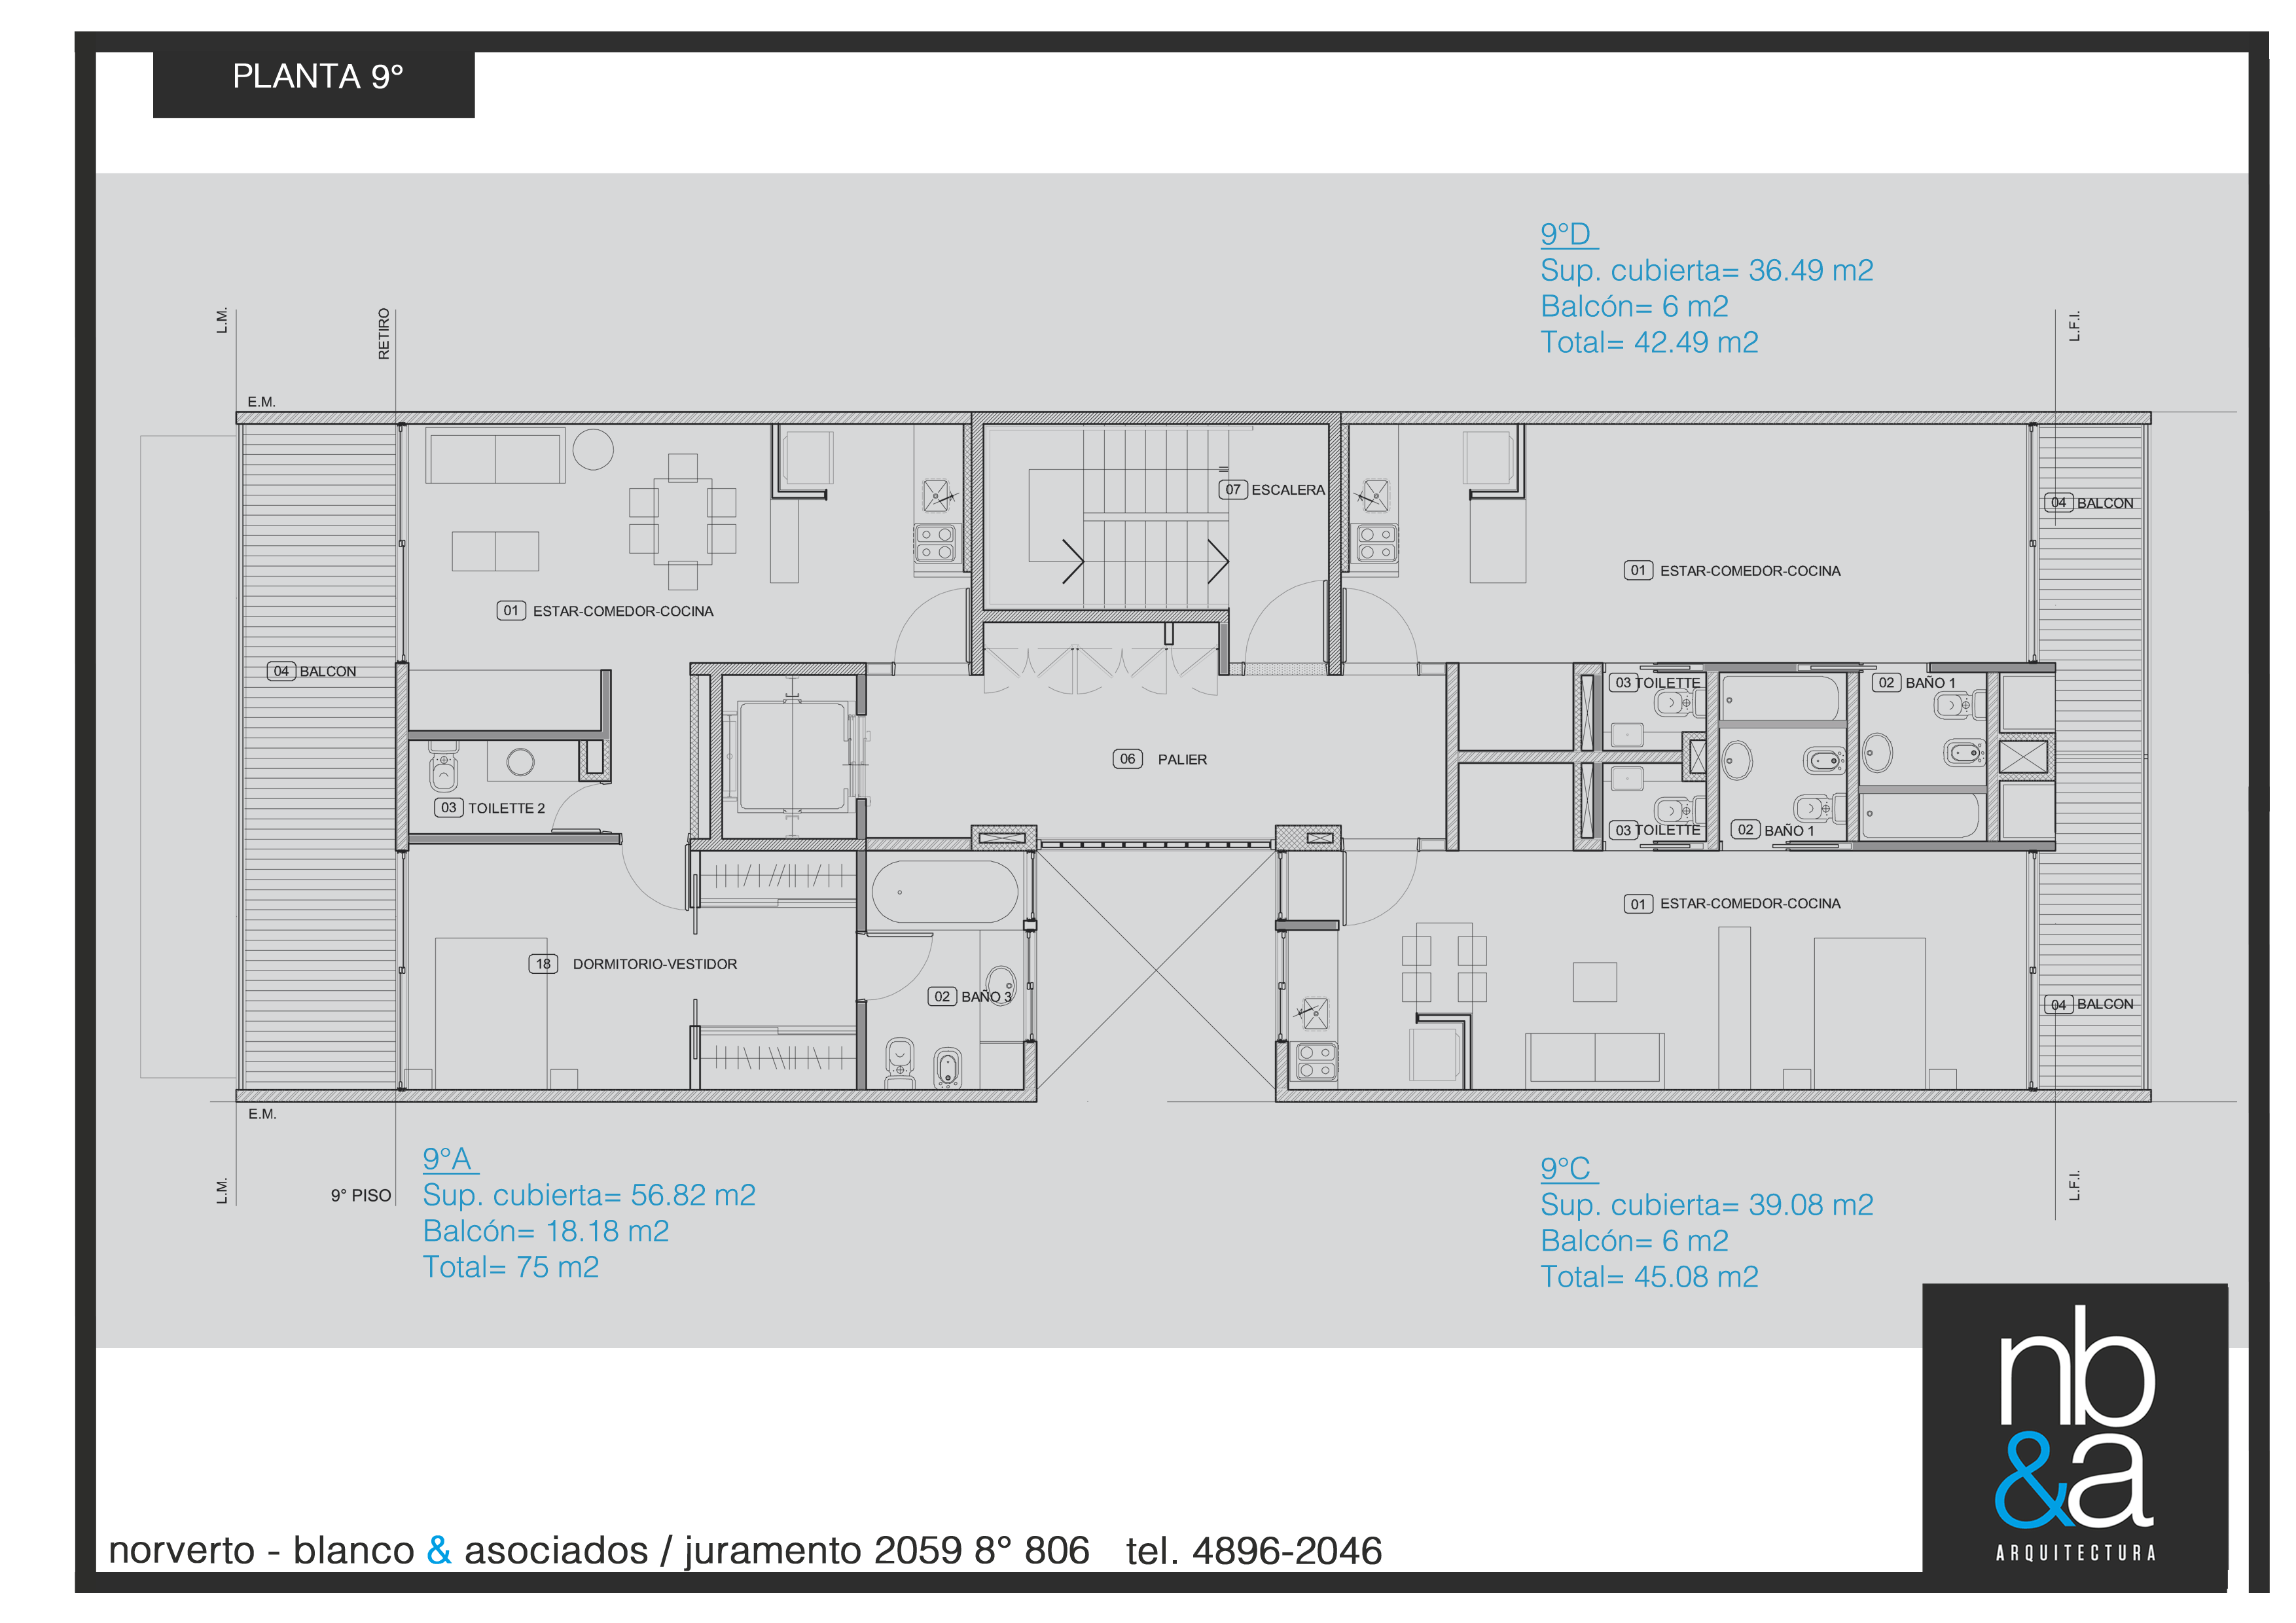 PLANTA 9°
9°D
Sup. cubierta= 36.49 m2
Balcón= 6 m2
Total= 42.49 m2
L.M.
RETIRO
L.F.I.
E.M.
07 ESCALERA
04 BALCON
01 ESTAR-COMEDOR-COCINA
01 ESTAR-COMEDOR-COCINA
04 BALCON
03 TOILETTE
02 BAÑO 1
06 PALIER
03 TOILETTE 2
03 TOILETTE
02 BAÑO 1
01 ESTAR-COMEDOR-COCINA
18 DORMITORIO-VESTIDOR
02 BAÑO 3
04 BALCON
E.M.
L.M.
9° PISO
L.F.I.
9°A
Sup. cubierta= 56.82 m2
Balcón= 18.18 m2
Total= 75 m2
9°C
Sup. cubierta= 39.08 m2
Balcón= 6 m2
Total= 45.08 m2
nb
&a
ARQUITECTURA
norverto - blanco & asociados / juramento 2059 8° 806 tel. 4896-2046